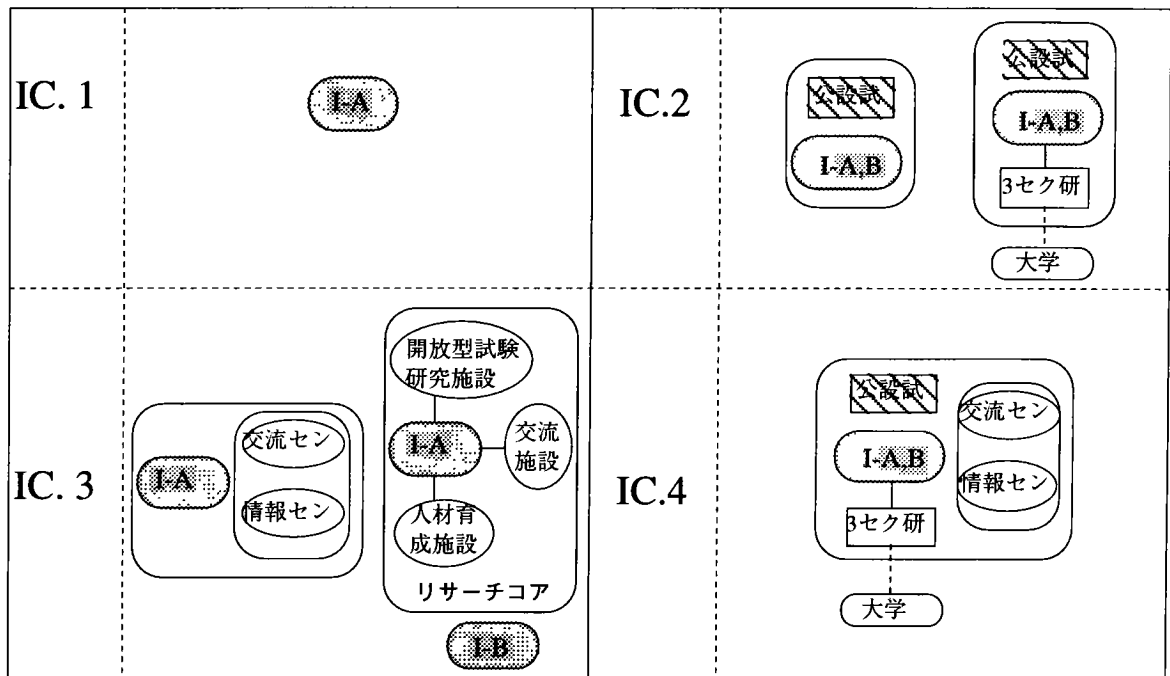 IC. 1
I-A
IC.2
公設試
I-A,B
公設試
I-A,B
3セク研
大学
IC. 3
I-A
交流セン
情報セン
開放型試験
研究施設
I-A
交流
施設
人材育
成施設
リサーチコア
I-B
IC.4
公設試
I-A,B
3セク研
大学
交流セン
情報セン